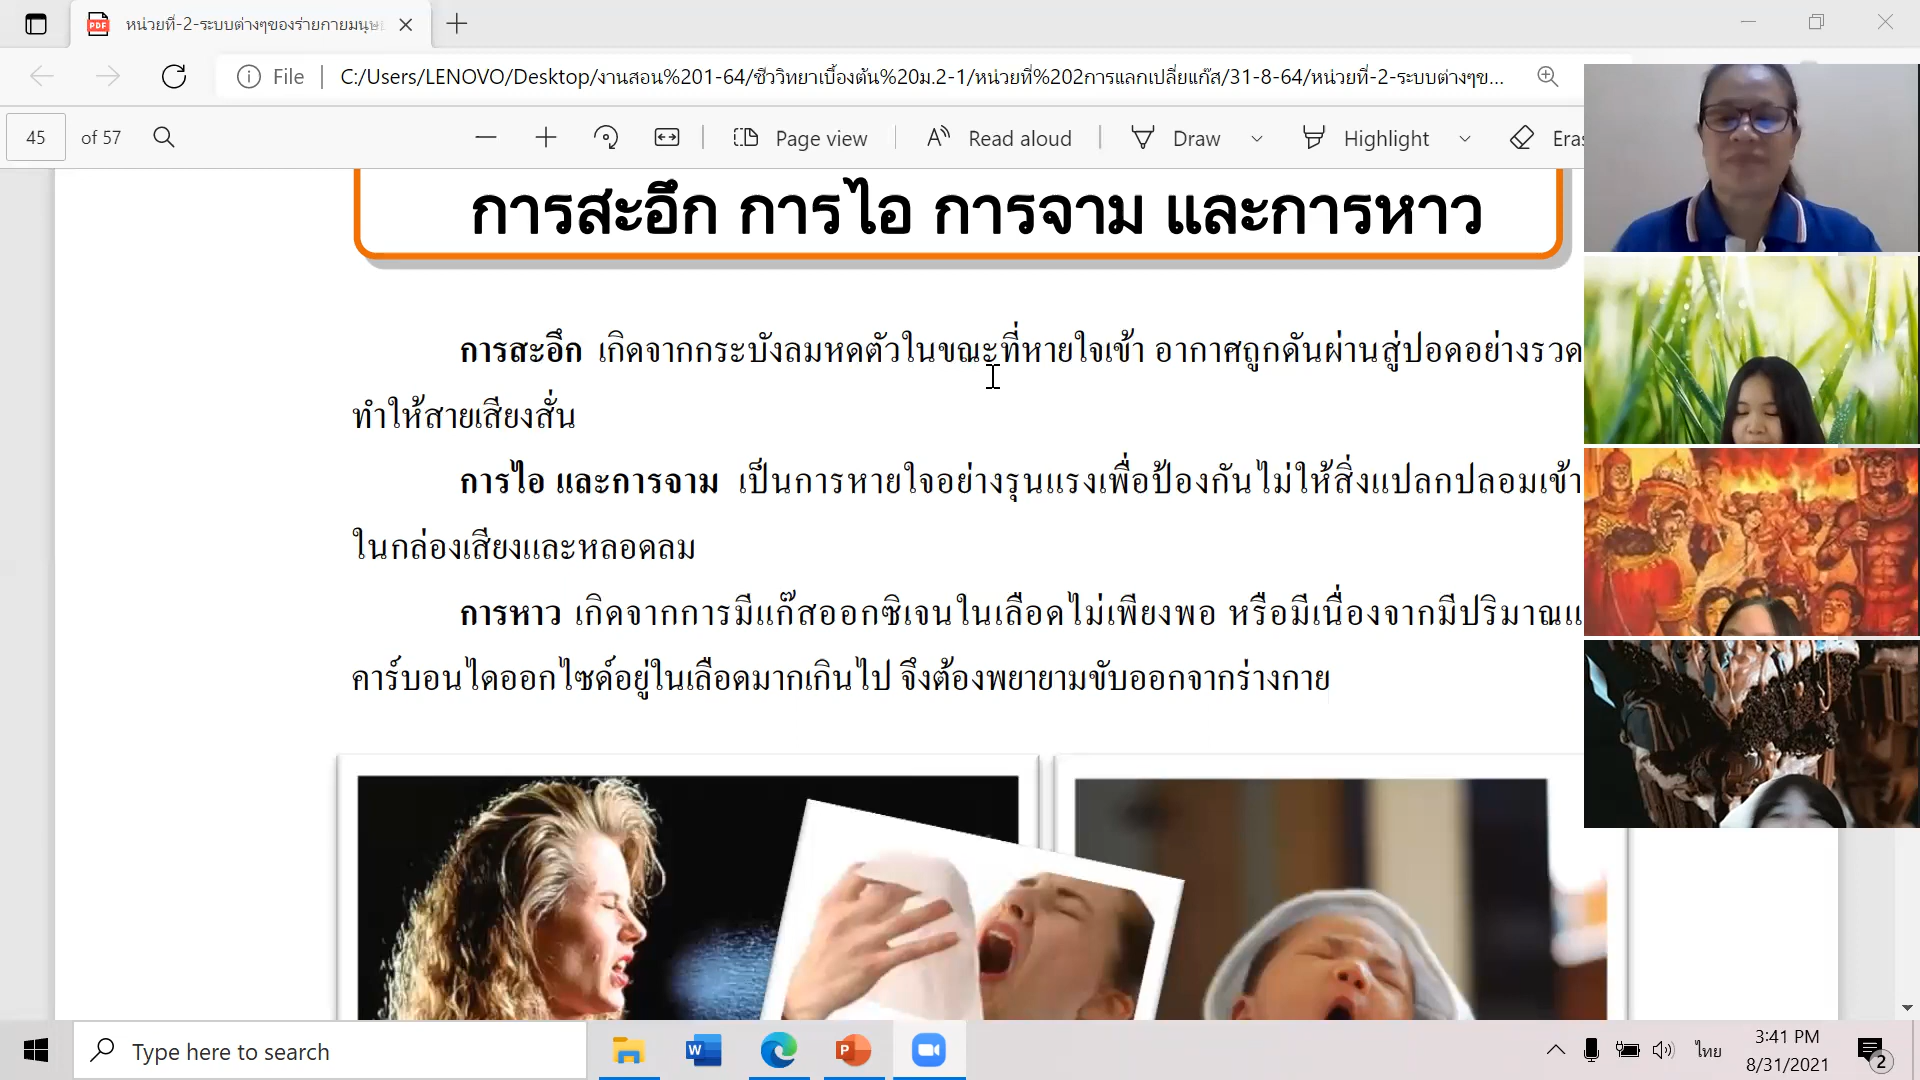 หน่วยที่-2-ระบบต่างๆของร่างกายมนุษย
File
C:/Users/LENOVO/Desktop/งานสอน%201-64/ชีววิทยาเบื้องต้น%20ม.2-1/หน่วยที่%202การแลกเปลี่ยแก๊ส/31-8-64/หน่วยที่-2-ระบบต่างๆข...
45 of 57
Page view
Read aloud
Draw
Highlight
การสะอึก การไอ การจาม และการหาว
การสะอึก เกิดจากกระบังลมหดตัวในขณะที่หายใจเข้า อากาศถูกดันผ่านสู่ปอดอย่างรวด
ทำให้สายเสียงสั่น
การไอ และการจาม เป็นการหายใจอย่างรุนแรงเพื่อป้องกันไม่ให้สิ่งแปลกปลอมเข้า
ในกล่องเสียงและหลอดลม
การหาว เกิดจากการมีแก๊สออกซิเจนในเลือดไม่เพียงพอ หรือมีเนื่องจากมีปริมาณแ
คาร์บอนไดออกไซด์อยู่ในเลือดมากเกินไป จึงต้องพยายามขับออกจากร่างกาย
Type here to search
ไทย
3:41 PM
8/31/2021
2